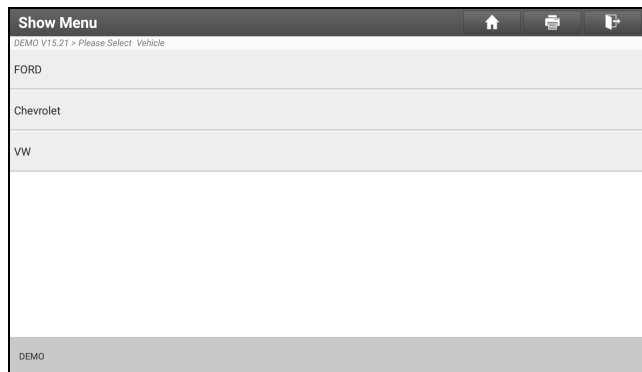 Show Menu
DEMO V15.21 > Please Select Vehicle
FORD
Chevrolet
VW
DEMO